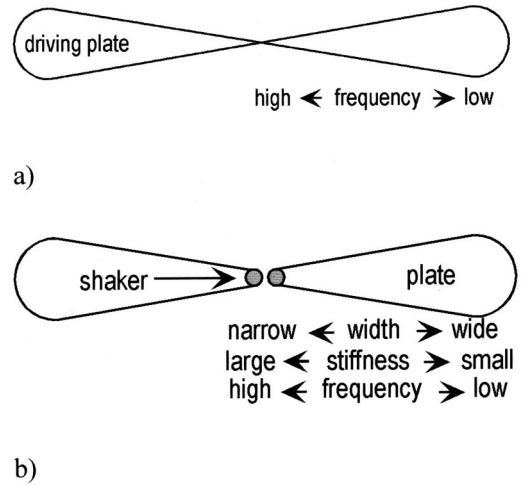 driving plate
high frequency low
a)
shaker plate
narrow width wide
large stiffness small
high frequency low
b)